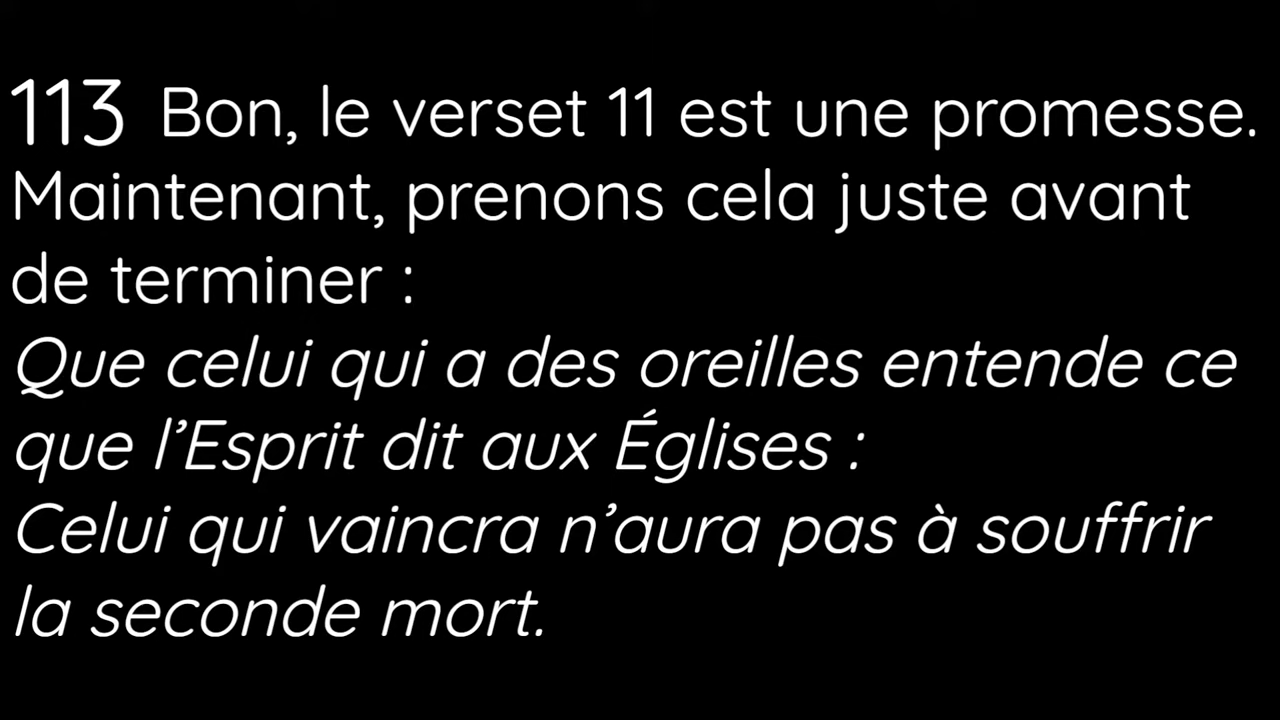 113 Bon, le verset 11 est une promesse.
Maintenant, prenons cela juste avant
de terminer :
Que celui qui a des oreilles entende ce
que l’Esprit dit aux Églises :
Celui qui vaincra n’aura pas à souffrir
la seconde mort.